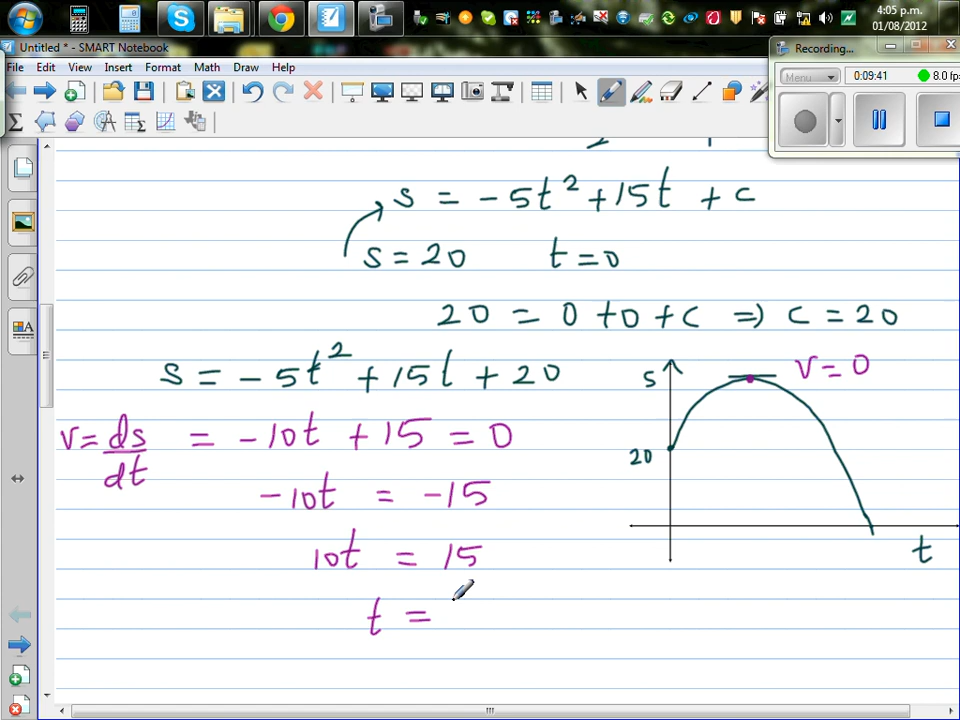 4:05 p.m.
01/08/2012
Untitled * - SMART Notebook
Recording...
File Edit View Insert Format Math Draw Help
Menu 0:09:41 8.0 fp
s = -5t² + 15t + c
s = 20 t = 0
20 = 0 + 0 + c => c = 20
s = -5t² + 15t + 20
s v = 0
v = ds/dt = -10t + 15 = 0
20
-10t = -15
10t = 15
t
t =